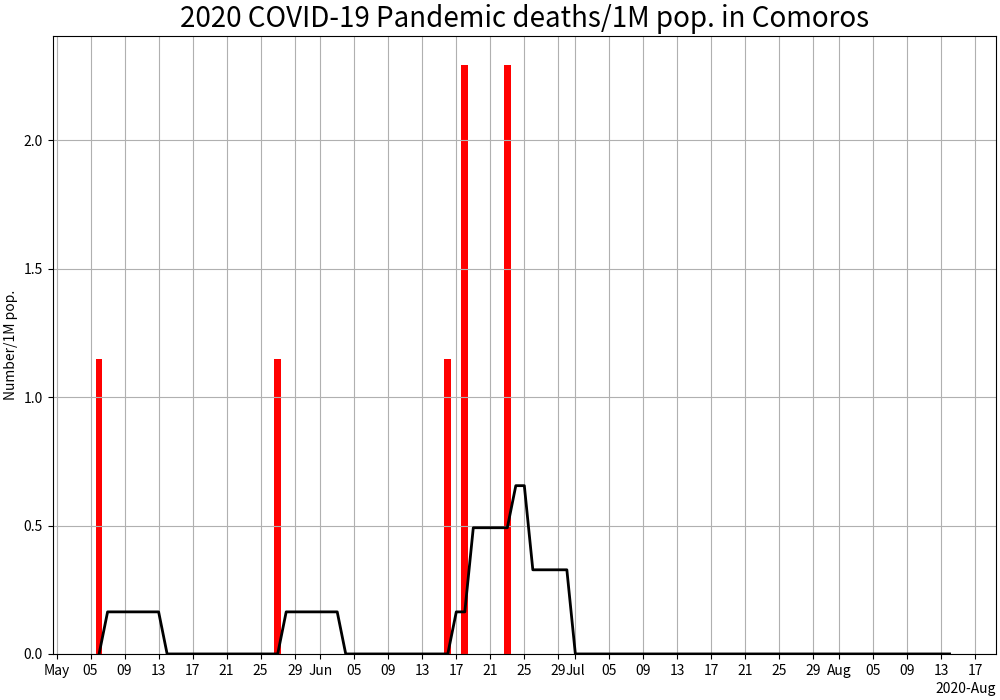 2020 COVID-19 Pandemic deaths/1M pop. in Comoros
Number/1M pop.
2.0
1.5
1.0
0.5
0.0
May 05 09 13 17 21 25 29 Jun 05 09 13 17 21 25 29 Jul 05 09 13 17 21 25 29 Aug 05 09 13 17
2020-Aug